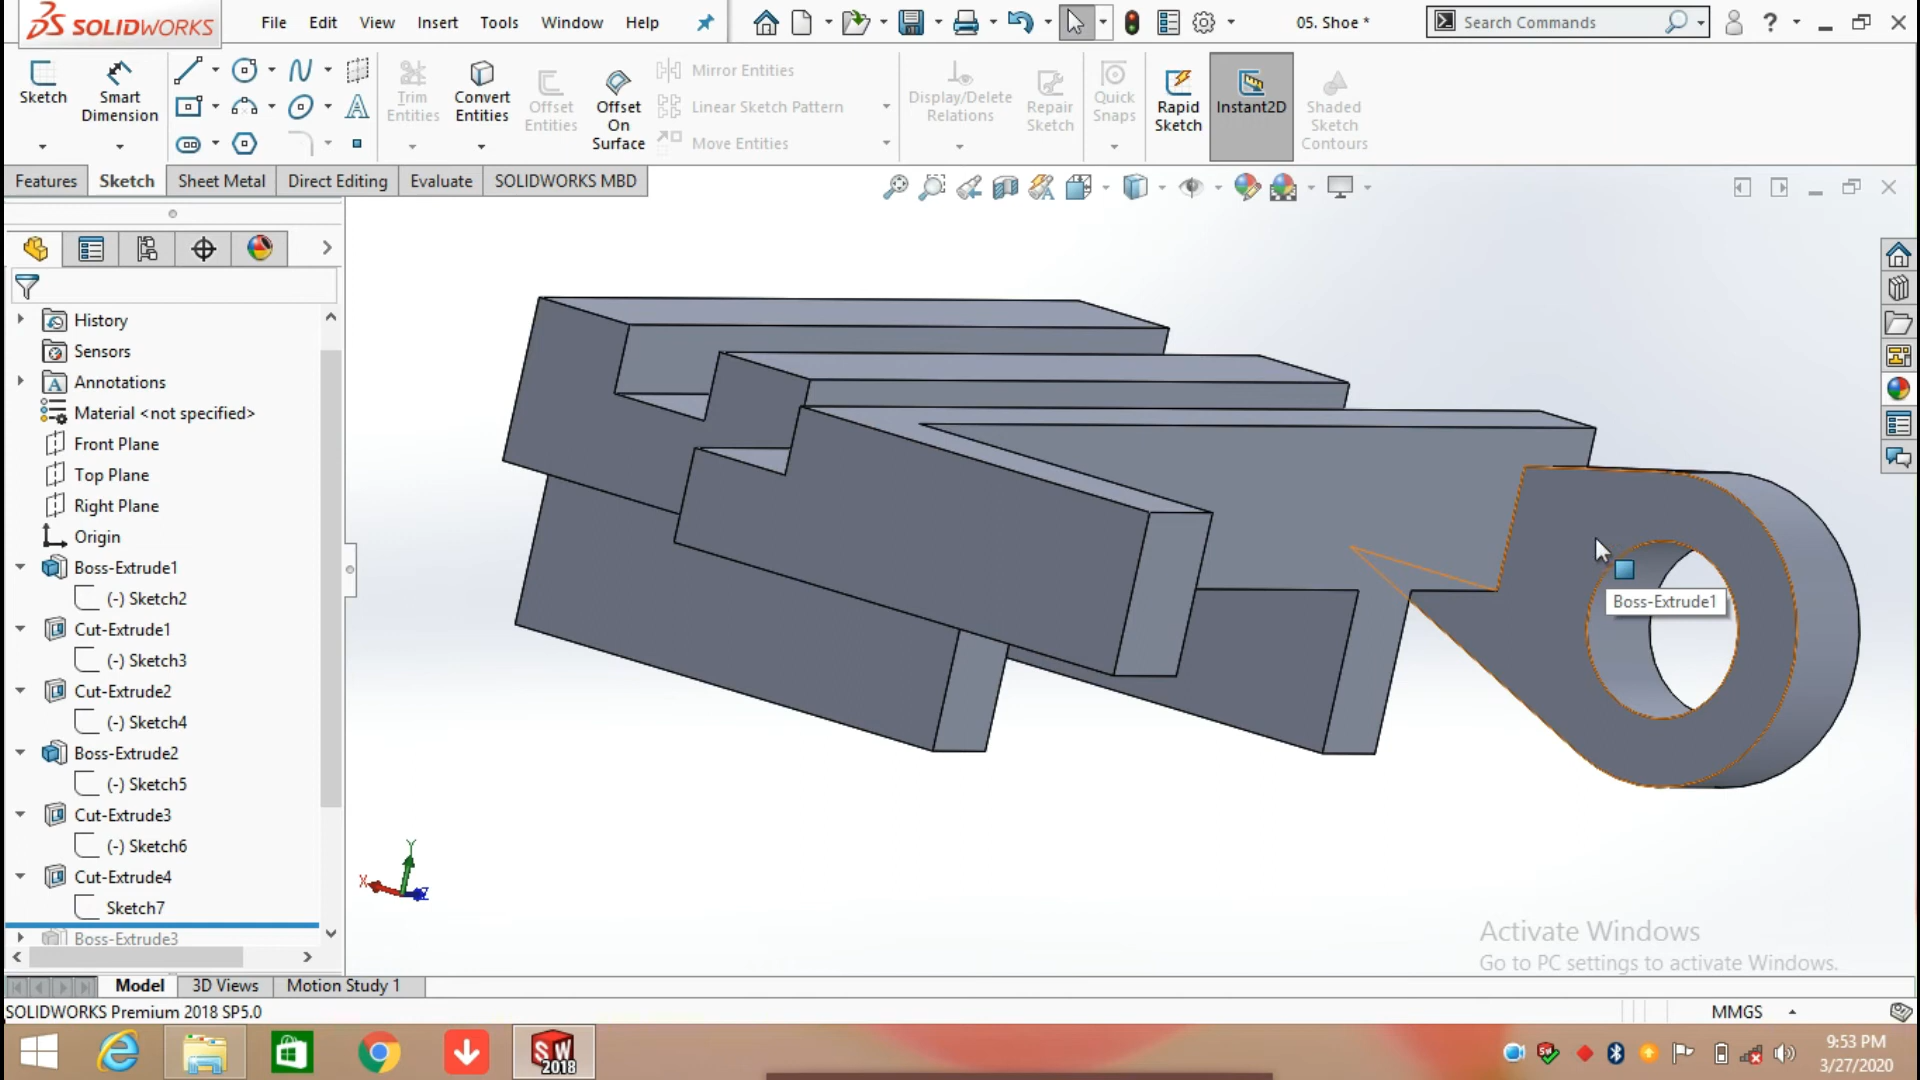 SOLIDWORKS
File Edit View Insert Tools Window Help
05. Shoe *
Search Commands
?
Sketch
Smart
Dimension
Trim
Entities
Convert
Entities
Offset
Entities
Offset
On
Surface
Mirror Entities
Linear Sketch Pattern
Move Entities
Display/Delete
Relations
Repair
Sketch
Quick
Snaps
Rapid
Sketch
Instant2D
Shaded
Sketch
Contours
Features
Sketch
Sheet Metal
Direct Editing
Evaluate
SOLIDWORKS MBD
History
Sensors
Annotations
Material <not specified>
Front Plane
Top Plane
Right Plane
Origin
Boss-Extrude1
(-) Sketch2
Cut-Extrude1
(-) Sketch3
Cut-Extrude2
(-) Sketch4
Boss-Extrude2
(-) Sketch5
Cut-Extrude3
(-) Sketch6
Cut-Extrude4
Sketch7
Boss-Extrude3
Boss-Extrude1
Y
X
Z
Activate Windows
Go to PC settings to activate Windows.
Model
3D Views
Motion Study 1
SOLIDWORKS Premium 2018 SP5.0
MMGS
SW
2018
9:53 PM
3/27/2020